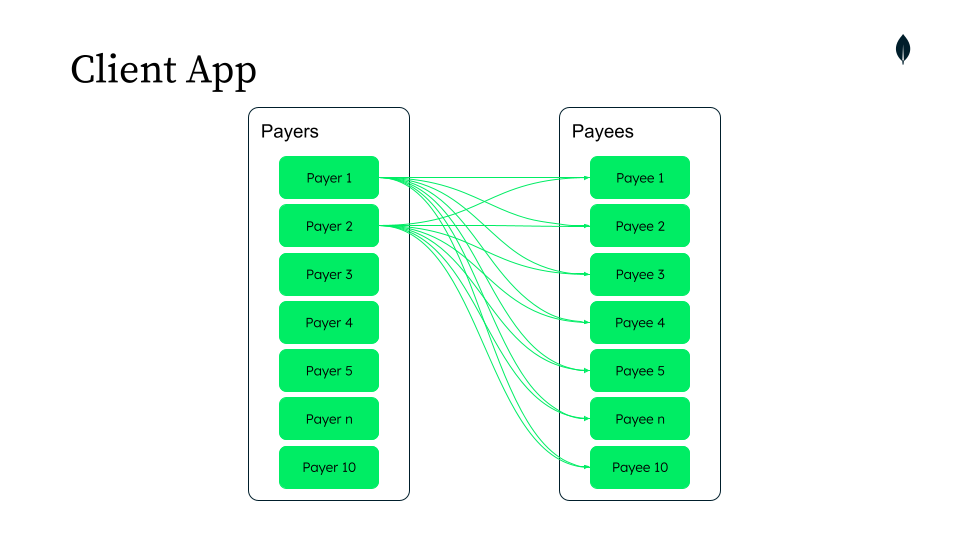 Client App
Payers
Payer 1
Payer 2
Payer 3
Payer 4
Payer 5
Payer n
Payer 10
Payees
Payee 1
Payee 2
Payee 3
Payee 4
Payee 5
Payee n
Payee 10